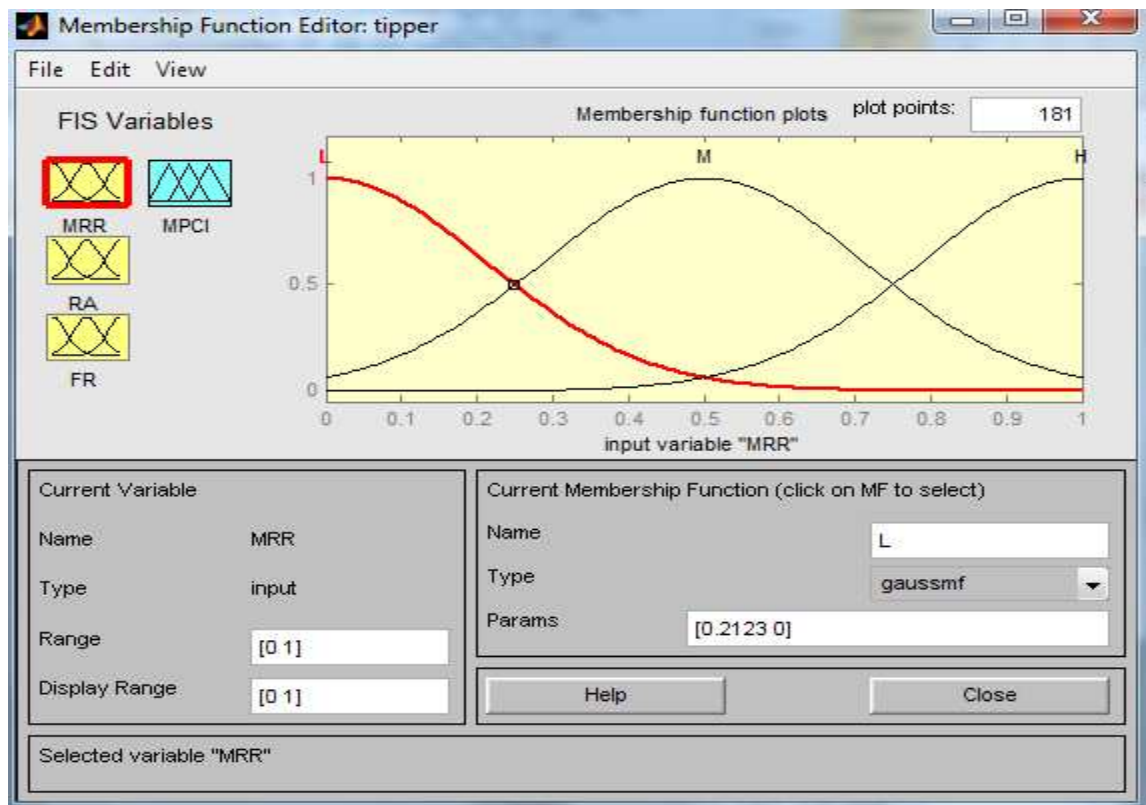 Membership Function Editor: tipper
File Edit View
FIS Variables
Membership function plots plot points: 181
MRR MPCI
RA
FR
L M H
1
0.5
0
0 0.1 0.2 0.3 0.4 0.5 0.6 0.7 0.8 0.9 1
input variable "MRR"
Current Variable
Name MRR
Type input
Range [0 1]
Display Range [0 1]
Current Membership Function (click on MF to select)
Name L
Type gaussmf
Params [0.2123 0]
Help Close
Selected variable "MRR"